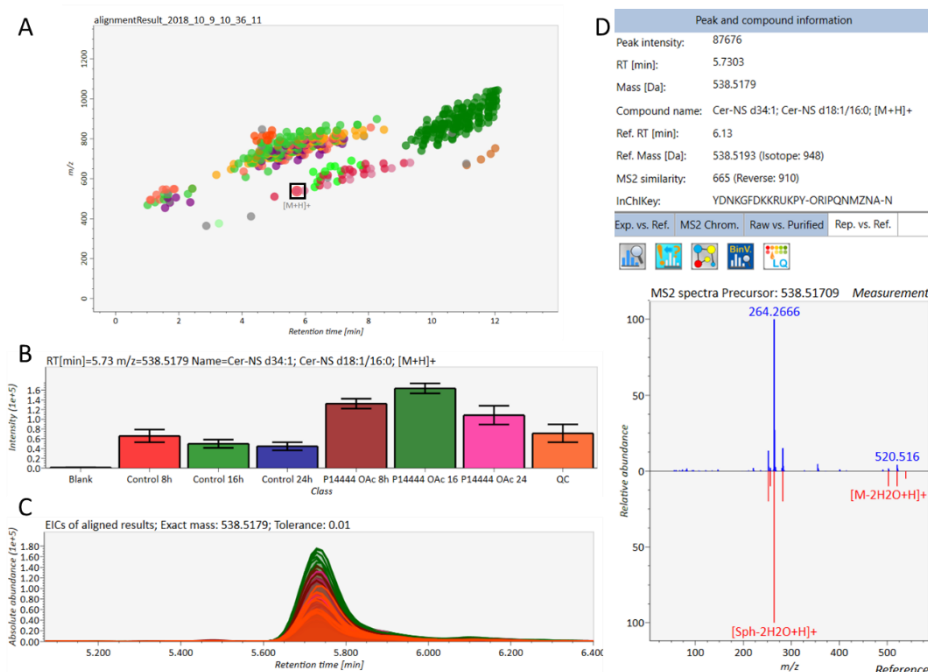 A
alignmentResult_2018_10_9_10_36_11
m/z
1200
1000
800
600
400
200
0
[M+H]+
0 2 4 6 8 10 12
Retention time [min]
B
RT[min]=5.73 m/z=538.5179 Name=Cer-NS d34:1; Cer-NS d18:1/16:0; [M+H]+
Intensity (1e+5)
1.6
1.4
1.2
1.0
0.8
0.6
0.4
0.2
0.0
Blank Control 8h Control 16h Control 24h P14444 OAc 8h P14444 OAc 16 P14444 OAc 24 QC
Class
C
EICs of aligned results; Exact mass: 538.5179; Tolerance: 0.01
Absolute abundance (1e+5)
1.80
1.60
1.40
1.20
1.00
0.80
0.60
0.40
0.20
0.00
5.200 5.400 5.600 5.800 6.000 6.200 6.400
Retention time [min]
D
Peak and compound information
Peak intensity: 87676
RT [min]: 5.7303
Mass [Da]: 538.5179
Compound name: Cer-NS d34:1; Cer-NS d18:1/16:0; [M+H]+
Ref. RT [min]: 6.13
Ref. Mass [Da]: 538.5193 (Isotope: 948)
MS2 similarity: 665 (Reverse: 910)
InChIKey: YDNKGFDKKRUKPY-ORIPQNMZNA-N
Exp. vs. Ref. MS2 Chrom. Raw vs. Purified Rep. vs. Ref.
BinV.
LQ
MS2 spectra Precursor: 538.51709 Measurement
264.2666
100
50
0
50
100
Relative abundance
520.516
[M-2H2O+H]+
[Sph-2H2O+H]+
0 100 200 300 400 500
m/z
Reference